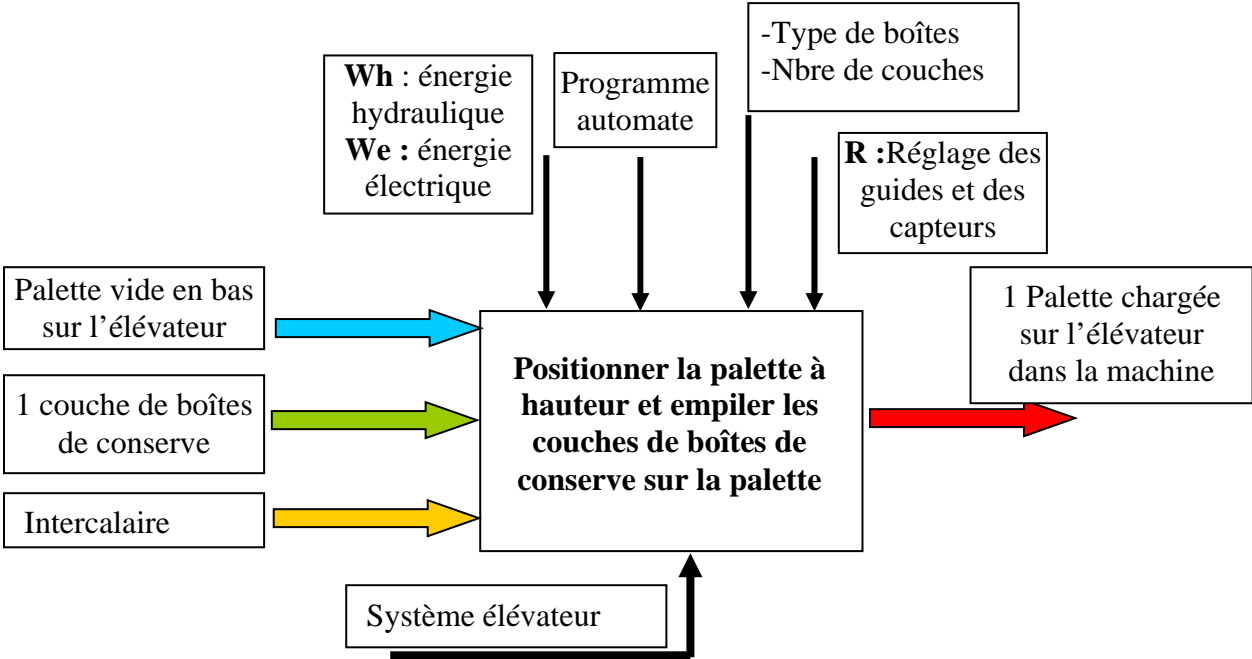 Wh : énergie
hydraulique
We : énergie
électrique
Programme
automate
-Type de boîtes
-Nbre de couches
R :Réglage des
guides et des
capteurs
Palette vide en bas
sur l’élévateur
1 couche de boîtes
de conserve
Intercalaire
Positionner la palette à
hauteur et empiler les
couches de boîtes de
conserve sur la palette
1 Palette chargée
sur l’élévateur
dans la machine
Système élévateur